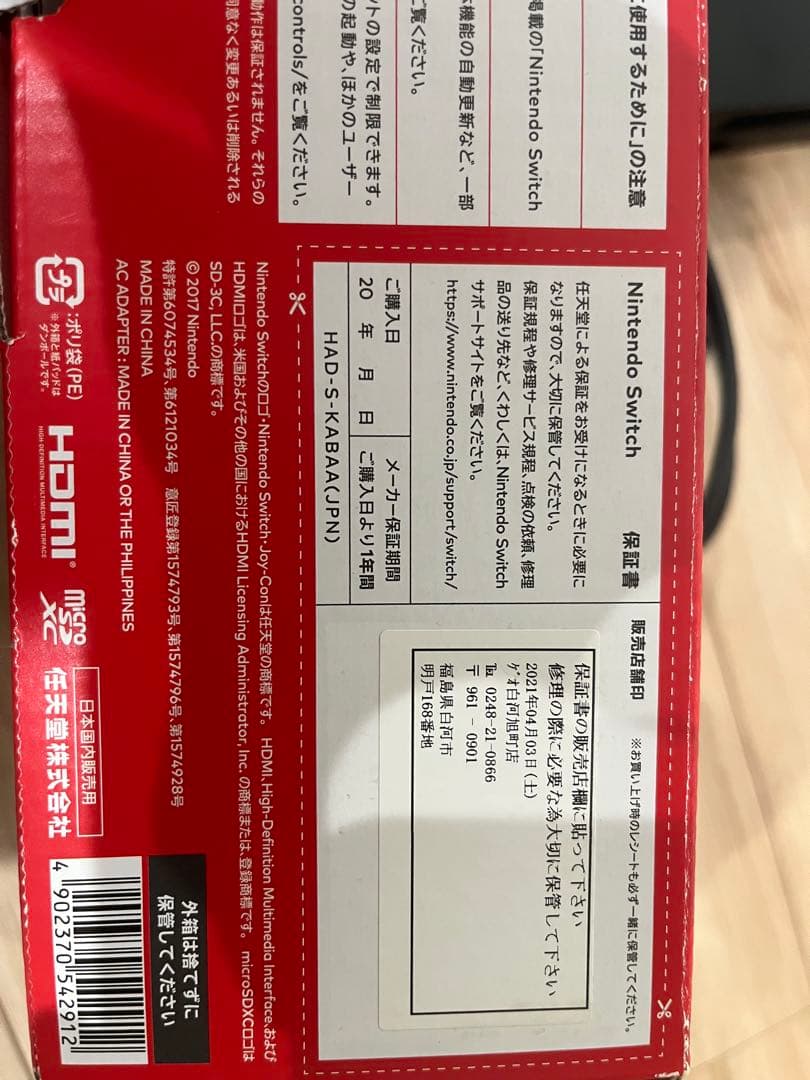 に使用するために」の注意
掲載の「Nintendo Switch
ご覧ください。
機能の自動更新など、一部
トの設定で制限できます。
の起動や、ほかのユーザー
controls/をご覧ください。
動作は保証されません。それらの
同意なく変更あるいは削除される
Nintendo Switch 保証書
任天堂による保証をお受けになるときに必要に
なりますので、大切に保管してください。
保証規程や修理サービス規程、点検の依頼、修理
品の送り先など、くわしくは、Nintendo Switch
サポートサイトをご覧ください。
https://www.nintendo.co.jp/support/switch/
ご購入日 メーカー保証期間
20 年 月 日 ご購入日より1年間
HAD-S-KABAA(JPN)
販売店舗印 ※お買い上げ時のレシートも必ず一緒に保管してください。
保証書の販売店欄に貼って下さい
修理の際に必要な為大切に保管して下さい
2021年04月03日(土)
ゲオ白河旭町店
℡ 0248-21-0866
〒 961 - 0901
福島県白河市
明戸168番地
Nintendo Switchのロゴ・Nintendo Switch・Joy-Conは任天堂の商標です。 HDMI、High-Definition Multimedia Interface、および
HDMIロゴは、米国およびその他の国におけるHDMI Licensing Administrator, Inc. の商標または、登録商標です。 microSDXCロゴは
SD-3C, LLC.の商標です。
© 2017 Nintendo
特許第6074534号、第6121034号 意匠登録第1574793号、第1574796号、第1574928号
MADE IN CHINA
AC ADAPTER : MADE IN CHINA OR THE PHILIPPINES
プラ
:ポリ袋(PE)
※外箱と紙パッドは
ダンボールです。
HDMI®
HIGH-DEFINITION MULTIMEDIA INTERFACE
micro
SD
XC
日本国内販売用
任天堂株式会社
外箱は捨てずに
保管してください
4 902370 542912